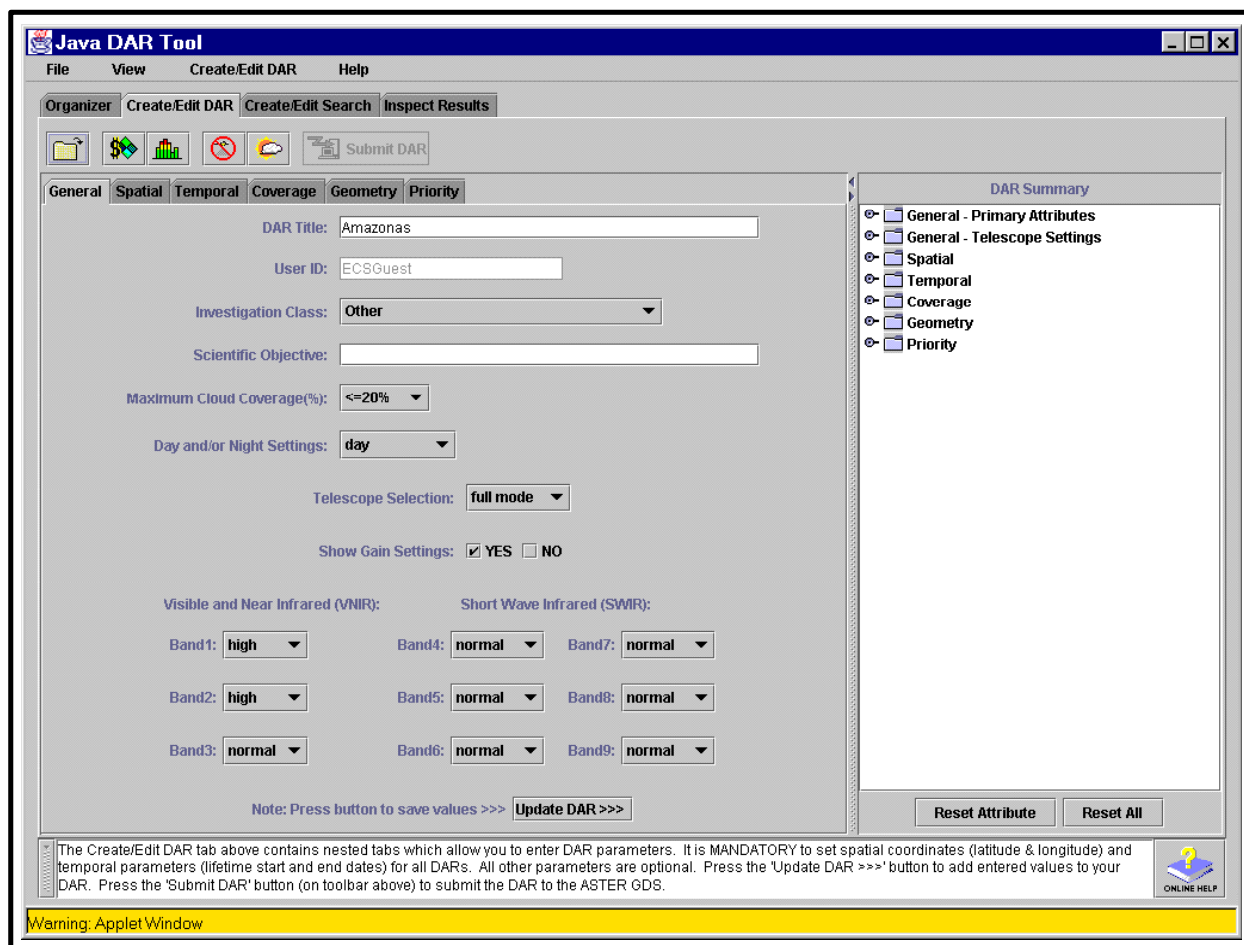 Java DAR Tool
File View Create/Edit DAR Help
Organizer Create/Edit DAR Create/Edit Search Inspect Results
Submit DAR
General Spatial Temporal Coverage Geometry Priority
DAR Title: Amazonas
User ID: ECSGuest
Investigation Class: Other
Scientific Objective:
Maximum Cloud Coverage(%): <=20%
Day and/or Night Settings: day
Telescope Selection: full mode
Show Gain Settings: YES NO
Visible and Near Infrared (VNIR): Short Wave Infrared (SWIR):
Band1: high Band4: normal Band7: normal
Band2: high Band5: normal Band8: normal
Band3: normal Band6: normal Band9: normal
Note: Press button to save values >>> Update DAR >>>
DAR Summary
General - Primary Attributes
General - Telescope Settings
Spatial
Temporal
Coverage
Geometry
Priority
Reset Attribute Reset All
The Create/Edit DAR tab above contains nested tabs which allow you to enter DAR parameters. It is MANDATORY to set spatial coordinates (latitude & longitude) and
temporal parameters (lifetime start and end dates) for all DARs. All other parameters are optional. Press the 'Update DAR >>>' button to add entered values to your
DAR. Press the 'Submit DAR' button (on toolbar above) to submit the DAR to the ASTER GDS.
ONLINE HELP
Warning: Applet Window